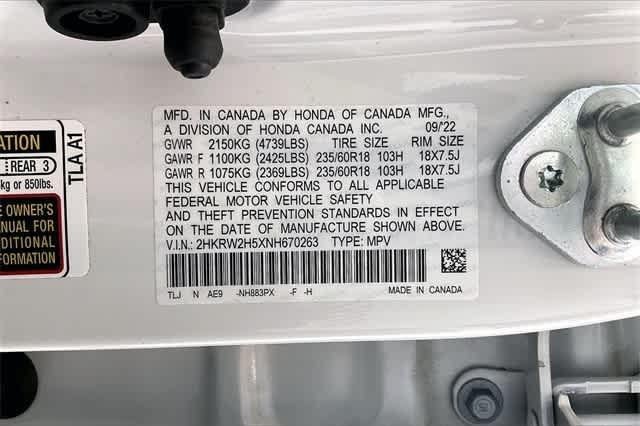 MFD. IN CANADA BY HONDA OF CANADA MFG.,
A DIVISION OF HONDA CANADA INC. 09/22
GVWR 2150KG (4739LBS) TIRE SIZE RIM SIZE
GAWR F 1100KG (2425LBS) 235/60R18 103H 18X7.5J
GAWR R 1075KG (2369LBS) 235/60R18 103H 18X7.5J
THIS VEHICLE CONFORMS TO ALL APPLICABLE
FEDERAL MOTOR VEHICLE SAFETY
AND THEFT PREVENTION STANDARDS IN EFFECT
ON THE DATE OF MANUFACTURE SHOWN ABOVE.
V.I.N.: 2HKRW2H5XNH670263 TYPE: MPV
TLJ N AE9 -NH883PX -F -H MADE IN CANADA
ATION
REAR 3
kg or 850lbs.
TLA A1
E OWNER'S
ANUAL FOR
DDITIONAL
RMATION